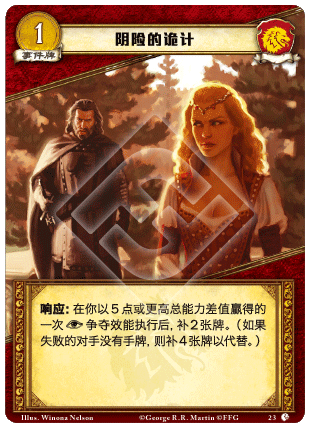 1
事件牌
阴险的诡计
响应: 在你以5点或更高总能力差值赢得的
一次 争夺效能执行后, 补2张牌。(如果
失败的对手没有手牌, 则补4张牌以代替。)
Illus. Winona Nelson ©George R.R. Martin ©FFG 23